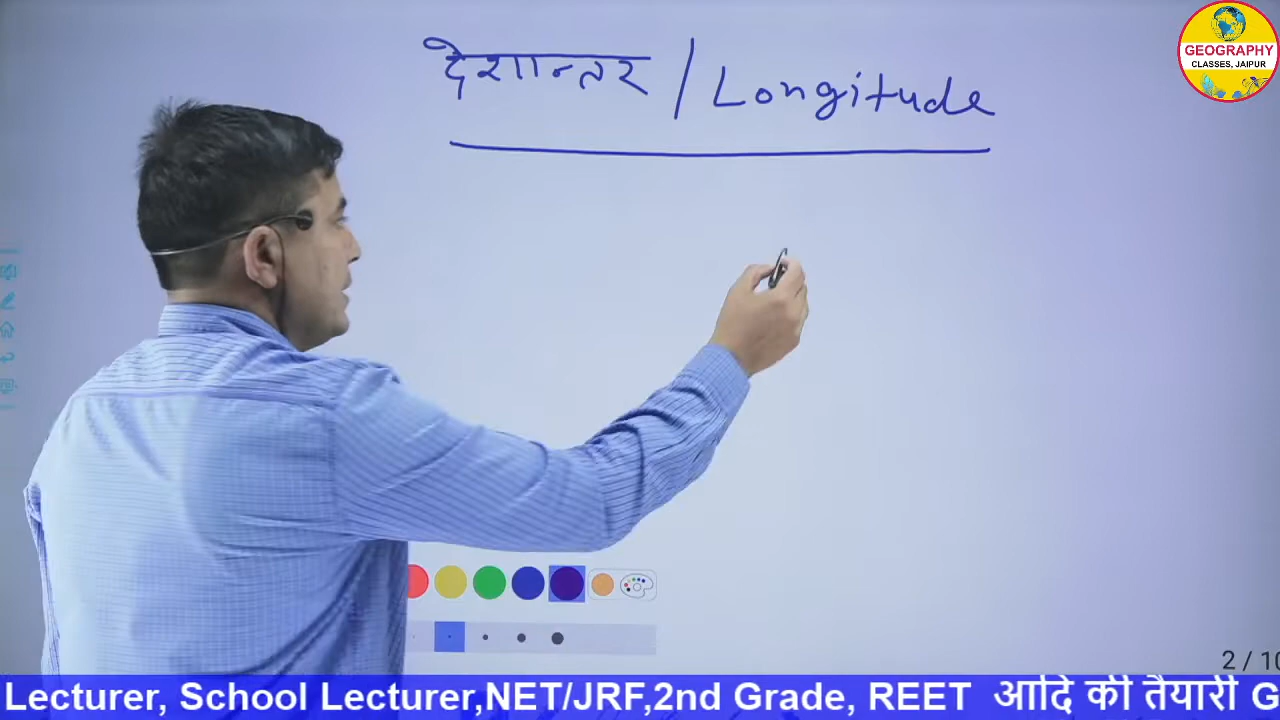 देशान्तर / Longitude
GEOGRAPHY
CLASSES, JAIPUR
2 / 10
Lecturer, School Lecturer,NET/JRF,2nd Grade, REET आदि की तैयारी G